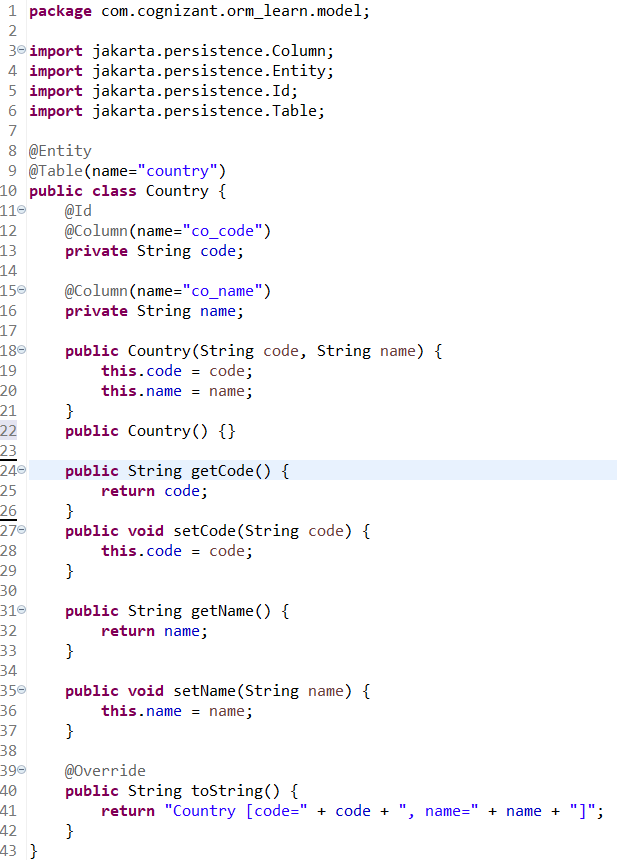 1 package com.cognizant.orm_learn.model;
2
3 import jakarta.persistence.Column;
4 import jakarta.persistence.Entity;
5 import jakarta.persistence.Id;
6 import jakarta.persistence.Table;
7
8 @Entity
9 @Table(name="country")
10 public class Country {
11     @Id
12     @Column(name="co_code")
13     private String code;
14
15     @Column(name="co_name")
16     private String name;
17
18     public Country(String code, String name) {
19         this.code = code;
20         this.name = name;
21     }
22     public Country() {}
23
24     public String getCode() {
25         return code;
26     }
27     public void setCode(String code) {
28         this.code = code;
29     }
30
31     public String getName() {
32         return name;
33     }
34
35     public void setName(String name) {
36         this.name = name;
37     }
38
39     @Override
40     public String toString() {
41         return "Country [code=" + code + ", name=" + name + "]";
42     }
43 }